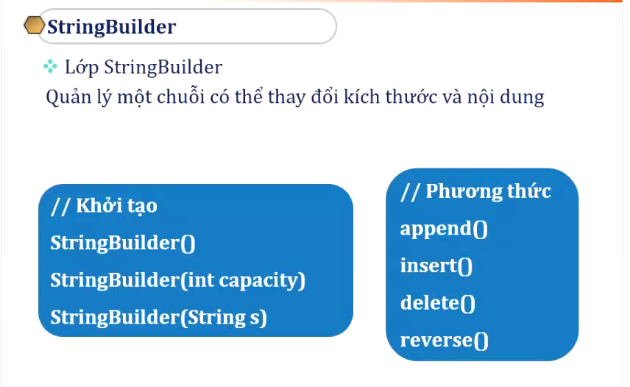 StringBuilder
Lớp StringBuilder
Quản lý một chuỗi có thể thay đổi kích thước và nội dung
// Khởi tạo
StringBuilder()
StringBuilder(int capacity)
StringBuilder(String s)
// Phương thức
append()
insert()
delete()
reverse()